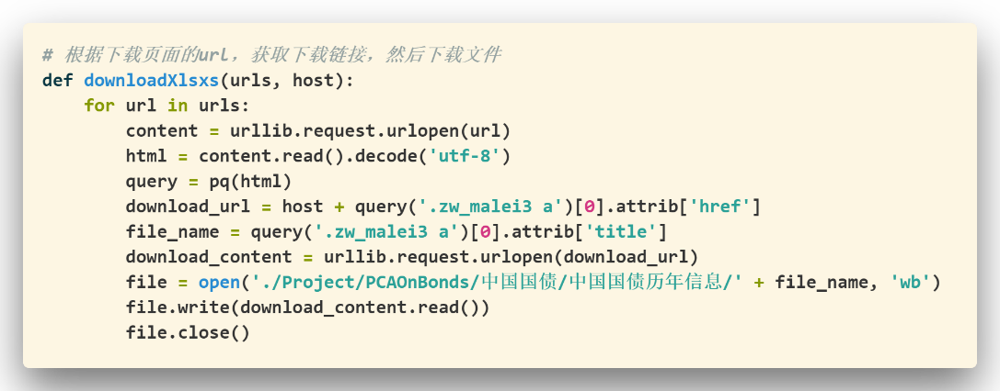 # 根据下载页面的url，获取下载链接，然后下载文件
def downloadXlsxs(urls, host):
    for url in urls:
        content = urllib.request.urlopen(url)
        html = content.read().decode('utf-8')
        query = pq(html)
        download_url = host + query('.zw_malei3 a')[0].attrib['href']
        file_name = query('.zw_malei3 a')[0].attrib['title']
        download_content = urllib.request.urlopen(download_url)
        file = open('./Project/PCAOnBonds/中国国债/中国国债历年信息/' + file_name, 'wb')
        file.write(download_content.read())
        file.close()